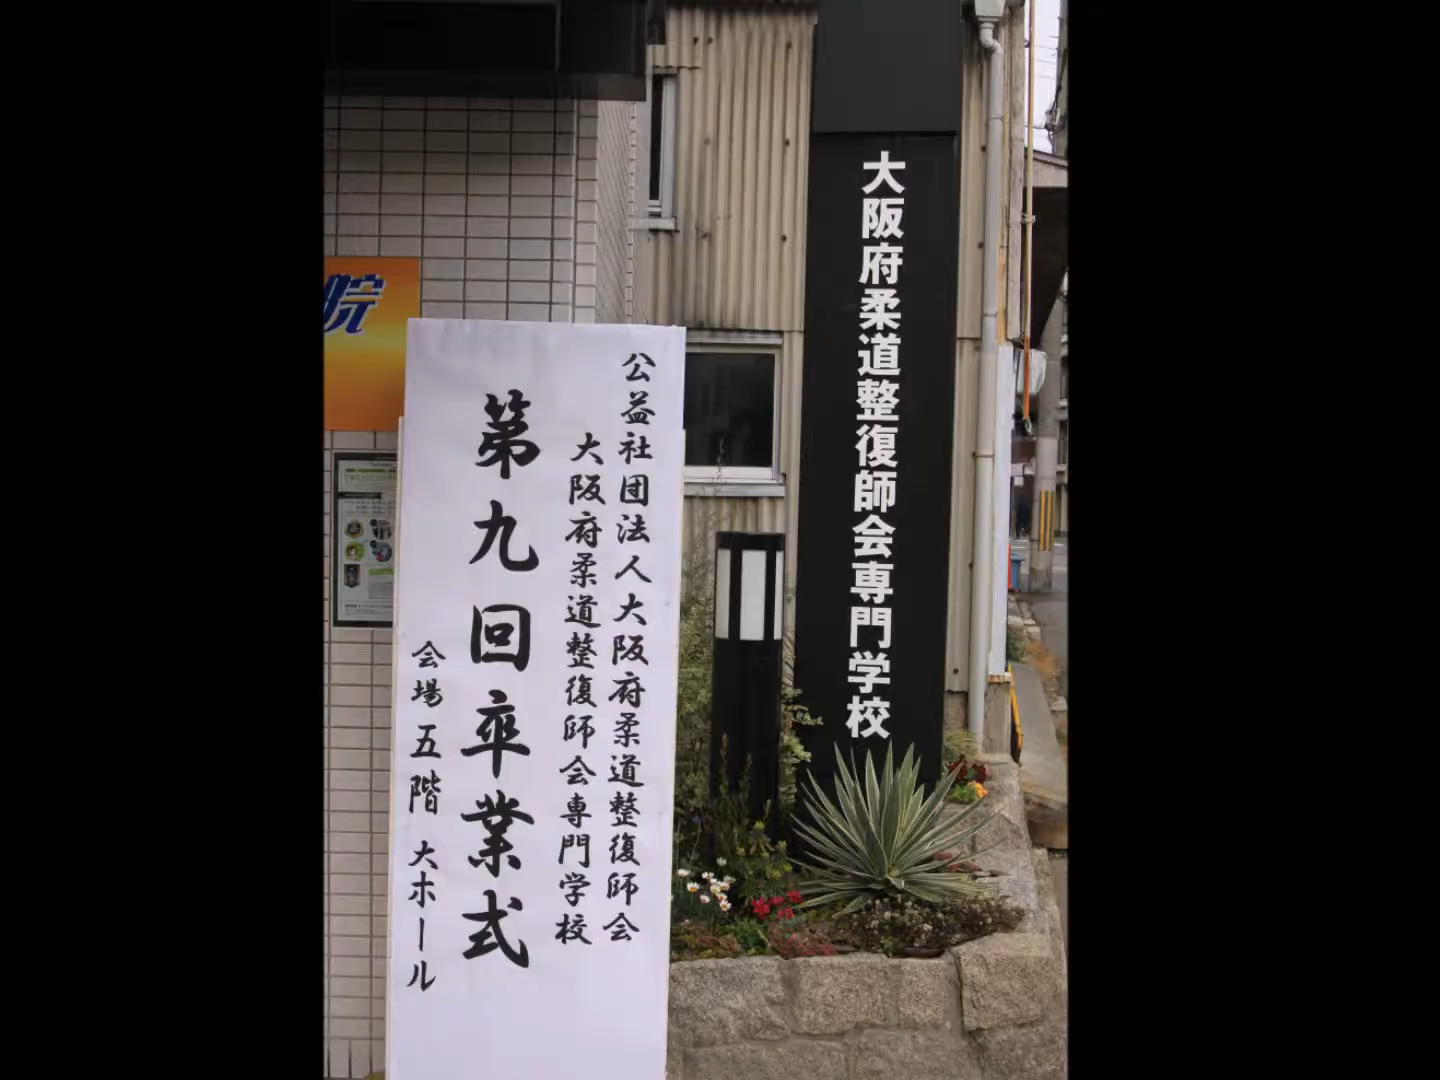 大阪府柔道整復師会専門学校
公益社団法人大阪府柔道整復師会
大阪府柔道整復師会専門学校
第九回卒業式
会場 五階 大ホール
院